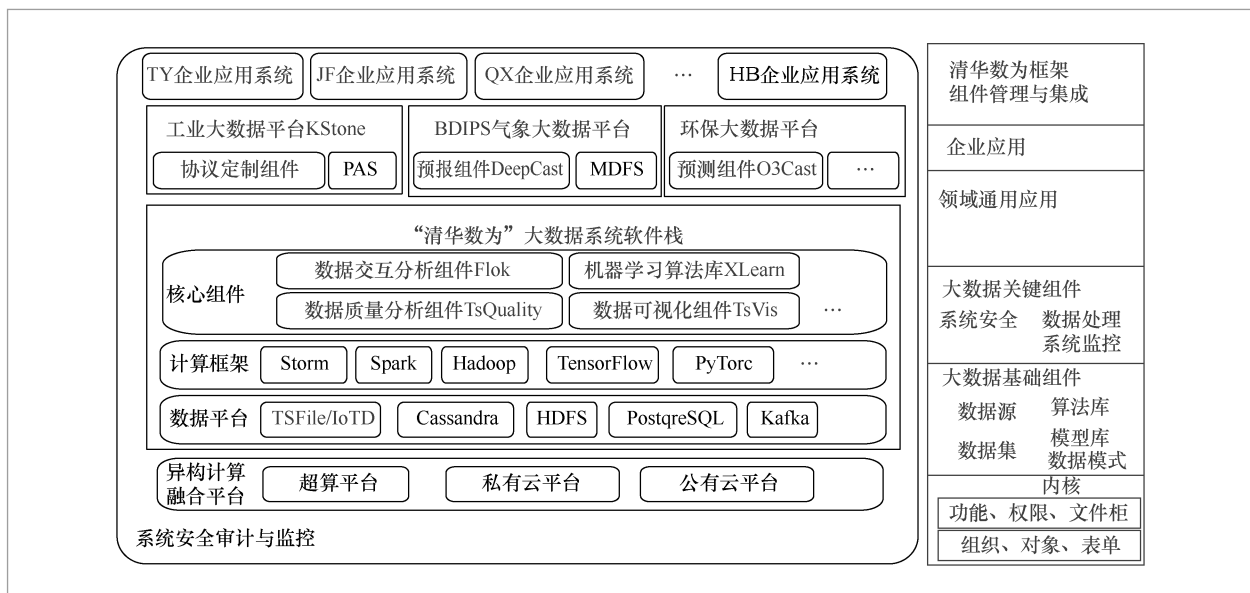 TY企业应用系统 JF企业应用系统 QX企业应用系统 … HB企业应用系统
工业大数据平台KStone BDIPS气象大数据平台 环保大数据平台
协议定制组件 PAS 预报组件DeepCast MDFS 预测组件O3Cast …
“清华数为”大数据系统软件栈
核心组件
数据交互分析组件Flok 机器学习算法库XLearn
数据质量分析组件TsQuality 数据可视化组件TsVis …
计算框架 Storm Spark Hadoop TensorFlow PyTorc …
数据平台 TSFile/IoTD Cassandra HDFS PostqreSQL Kafka
异构计算
融合平台
超算平台 私有云平台 公有云平台
系统安全审计与监控
清华数为框架
组件管理与集成
企业应用
领域通用应用
大数据关键组件
系统安全 数据处理
系统监控
大数据基础组件
数据源 算法库
数据集 模型库
数据模式
内核
功能、权限、文件柜
组织、对象、表单